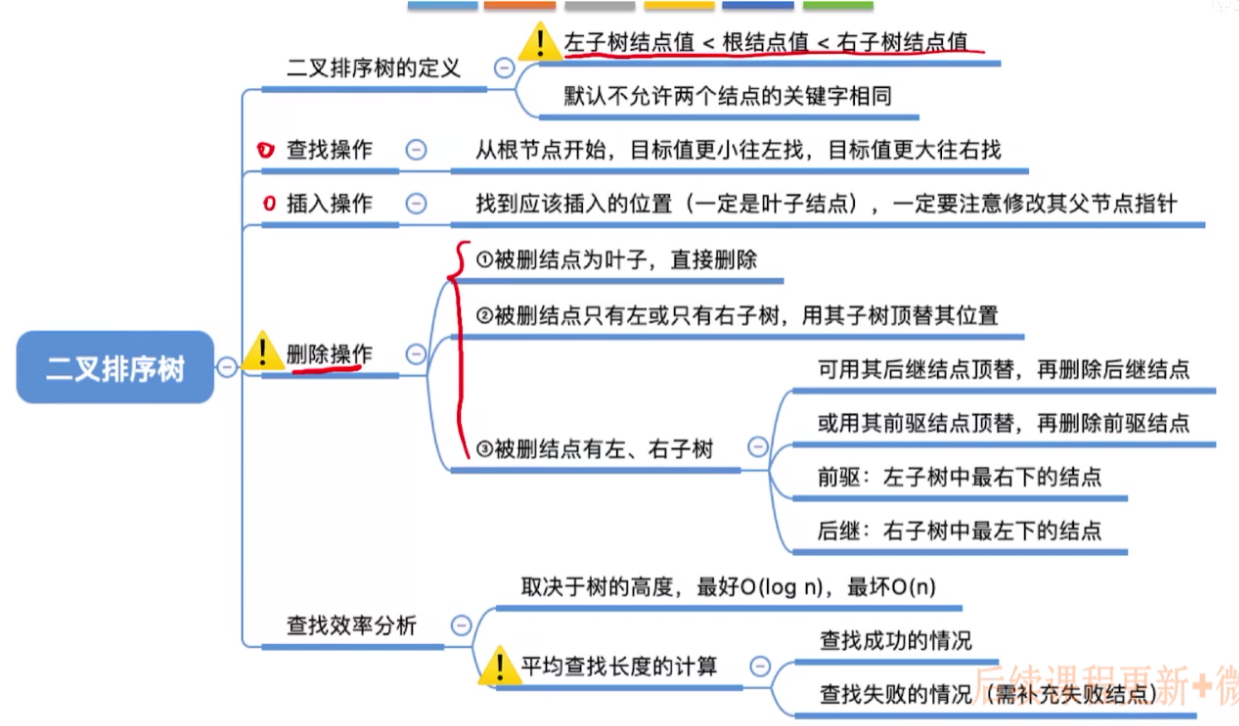 左子树结点值 < 根结点值 < 右子树结点值
二叉排序树的定义
默认不允许两个结点的关键字相同
查找操作
从根节点开始，目标值更小往左找，目标值更大往右找
插入操作
找到应该插入的位置（一定是叶子结点），一定要注意修改其父节点指针
①被删结点为叶子，直接删除
②被删结点只有左或只有右子树，用其子树顶替其位置
二叉排序树
删除操作
可用其后继结点顶替，再删除后继结点
或用其前驱结点顶替，再删除前驱结点
③被删结点有左、右子树
前驱：左子树中最右下的结点
后继：右子树中最左下的结点
取决于树的高度，最好O(log n)，最坏O(n)
查找效率分析
查找成功的情况
平均查找长度的计算
查找失败的情况（需补充失败结点）
后续课程更新+微